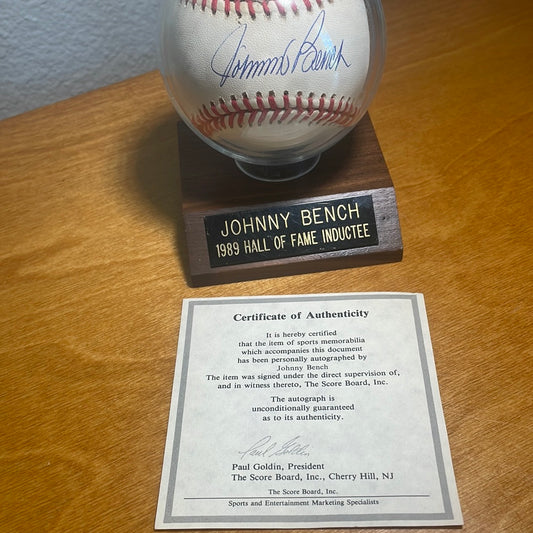 Johnny Bench
JOHNNY BENCH
1989 HALL OF FAME INDUCTEE
Certificate of Authenticity
It is hereby certified
that the item of sports memorabilia
which accompanies this document
has been personally autographed by
Johnny Bench
The item was signed under the direct supervision of,
and in witness thereto, The Score Board, Inc.
The autograph is
unconditionally guaranteed
as to its authenticity.
Paul Goldin
Paul Goldin, President
The Score Board, Inc., Cherry Hill, NJ
The Score Board, Inc.
Sports and Entertainment Marketing Specialists